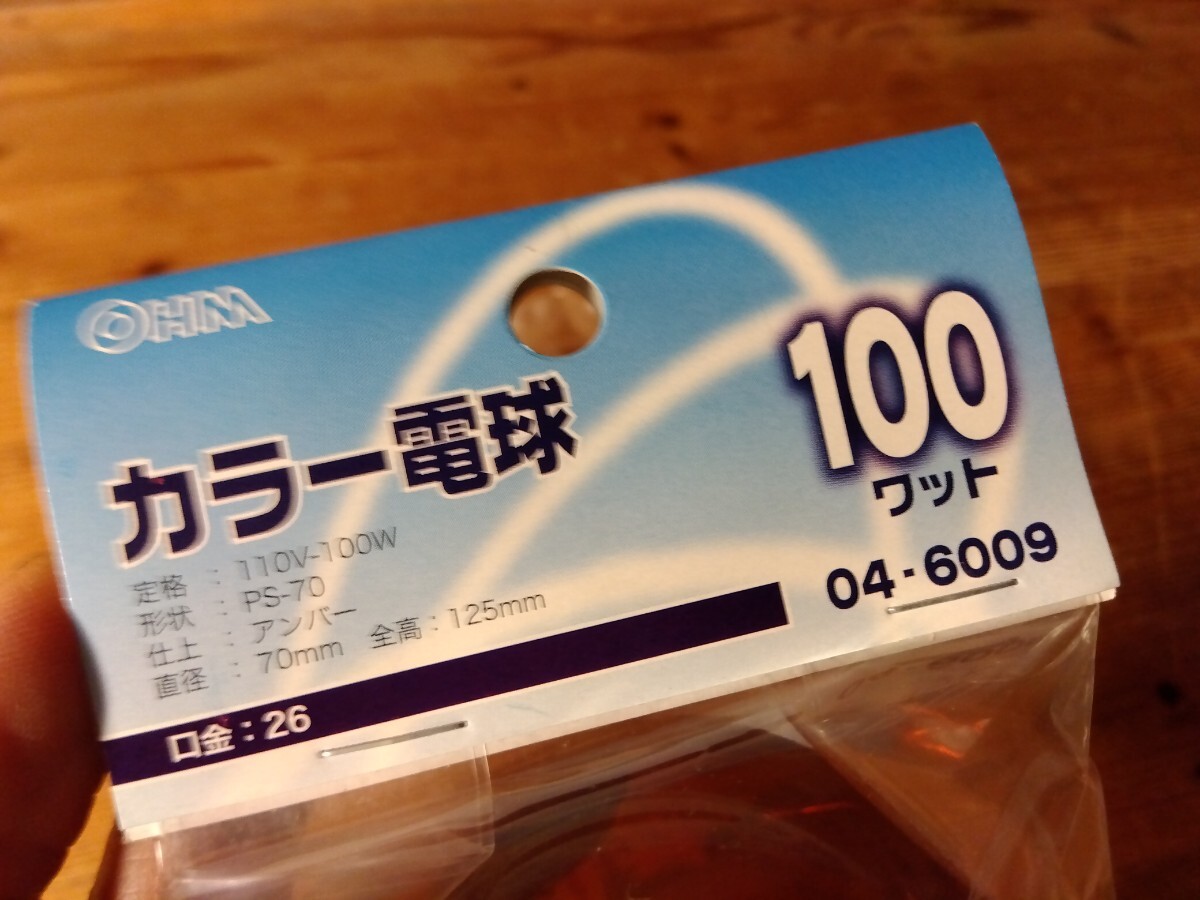 OHM
カラー電球
100
ワット
04-6009
定格 : 110V-100W
形状 : PS-70
仕上 : アンバー
直径 : 70mm 全高 : 125mm
口金 : 26